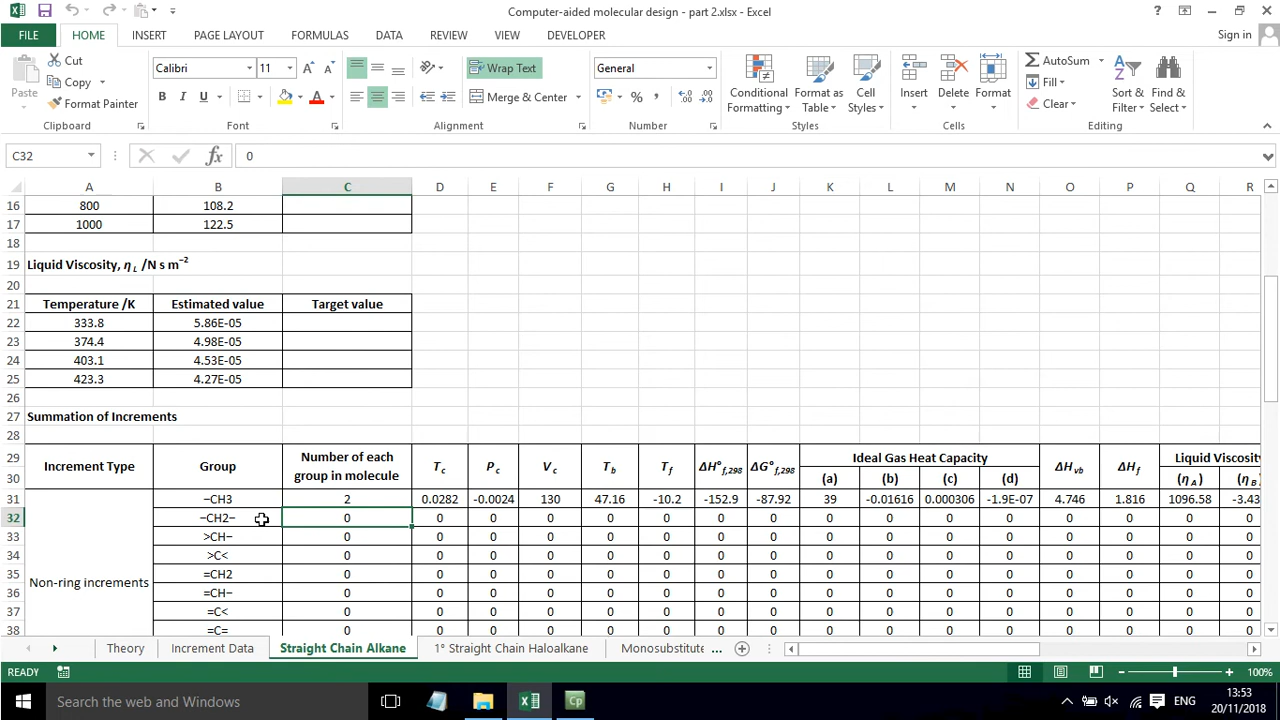 Computer-aided molecular design - part 2.xlsx - Excel
FILE HOME INSERT PAGE LAYOUT FORMULAS DATA REVIEW VIEW DEVELOPER Sign in
Paste
Cut
Copy
Format Painter
Clipboard
Calibri 11
B I U
Font
Wrap Text
Merge & Center
Alignment
General
Number
Conditional Formatting
Format as Table
Cell Styles
Styles
Insert
Delete
Format
Cells
AutoSum
Fill
Clear
Sort & Filter
Find & Select
Editing
C32 fx 0
A B C D E F G H I J K L M N O P Q R
16 800 108.2
17 1000 122.5
18
19 Liquid Viscosity, η L /N s m⁻²
20
21 Temperature /K Estimated value Target value
22 333.8 5.86E-05
23 374.4 4.98E-05
24 403.1 4.53E-05
25 423.3 4.27E-05
26
27 Summation of Increments
28
29 Increment Type Group Number of each group in molecule Tc Pc Vc Tb Tf ΔH°f,298 ΔG°f,298 Ideal Gas Heat Capacity ΔHvb ΔHf Liquid Viscosity
30 (a) (b) (c) (d) (ηA) (ηB)
31 −CH3 2 0.0282 -0.0024 130 47.16 -10.2 -152.9 -87.92 39 -0.01616 0.000306 -1.9E-07 4.746 1.816 1096.58 -3.43
32 −CH2− 0 0 0 0 0 0 0 0 0 0 0 0 0 0 0 0
33 >CH− 0 0 0 0 0 0 0 0 0 0 0 0 0 0 0 0
34 >C< 0 0 0 0 0 0 0 0 0 0 0 0 0 0 0 0
35 Non-ring increments =CH2 0 0 0 0 0 0 0 0 0 0 0 0 0 0 0 0
36 =CH− 0 0 0 0 0 0 0 0 0 0 0 0 0 0 0 0
37 =C< 0 0 0 0 0 0 0 0 0 0 0 0 0 0 0 0
38 =C= 0 0 0 0 0 0 0 0 0 0 0 0 0 0 0 0
Theory Increment Data Straight Chain Alkane 1° Straight Chain Haloalkane Monosubstitute ...
READY 100%
Search the web and Windows
ENG
13:53
20/11/2018